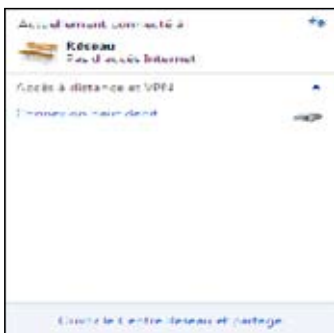 Actuellement connecté à :
Réseau
Pas d'accès Internet
Accès à distance et VPN
Connexion haut débit
Ouvrir le Centre Réseau et partage